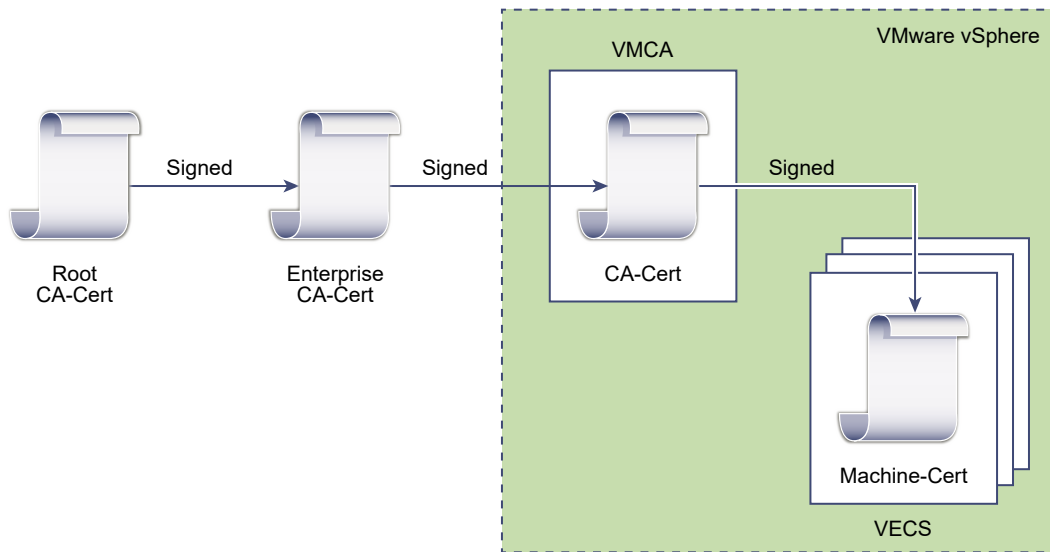 VMware vSphere
VMCA
Signed
Signed
Signed
Root
CA-Cert
Enterprise
CA-Cert
CA-Cert
Machine-Cert
VECS